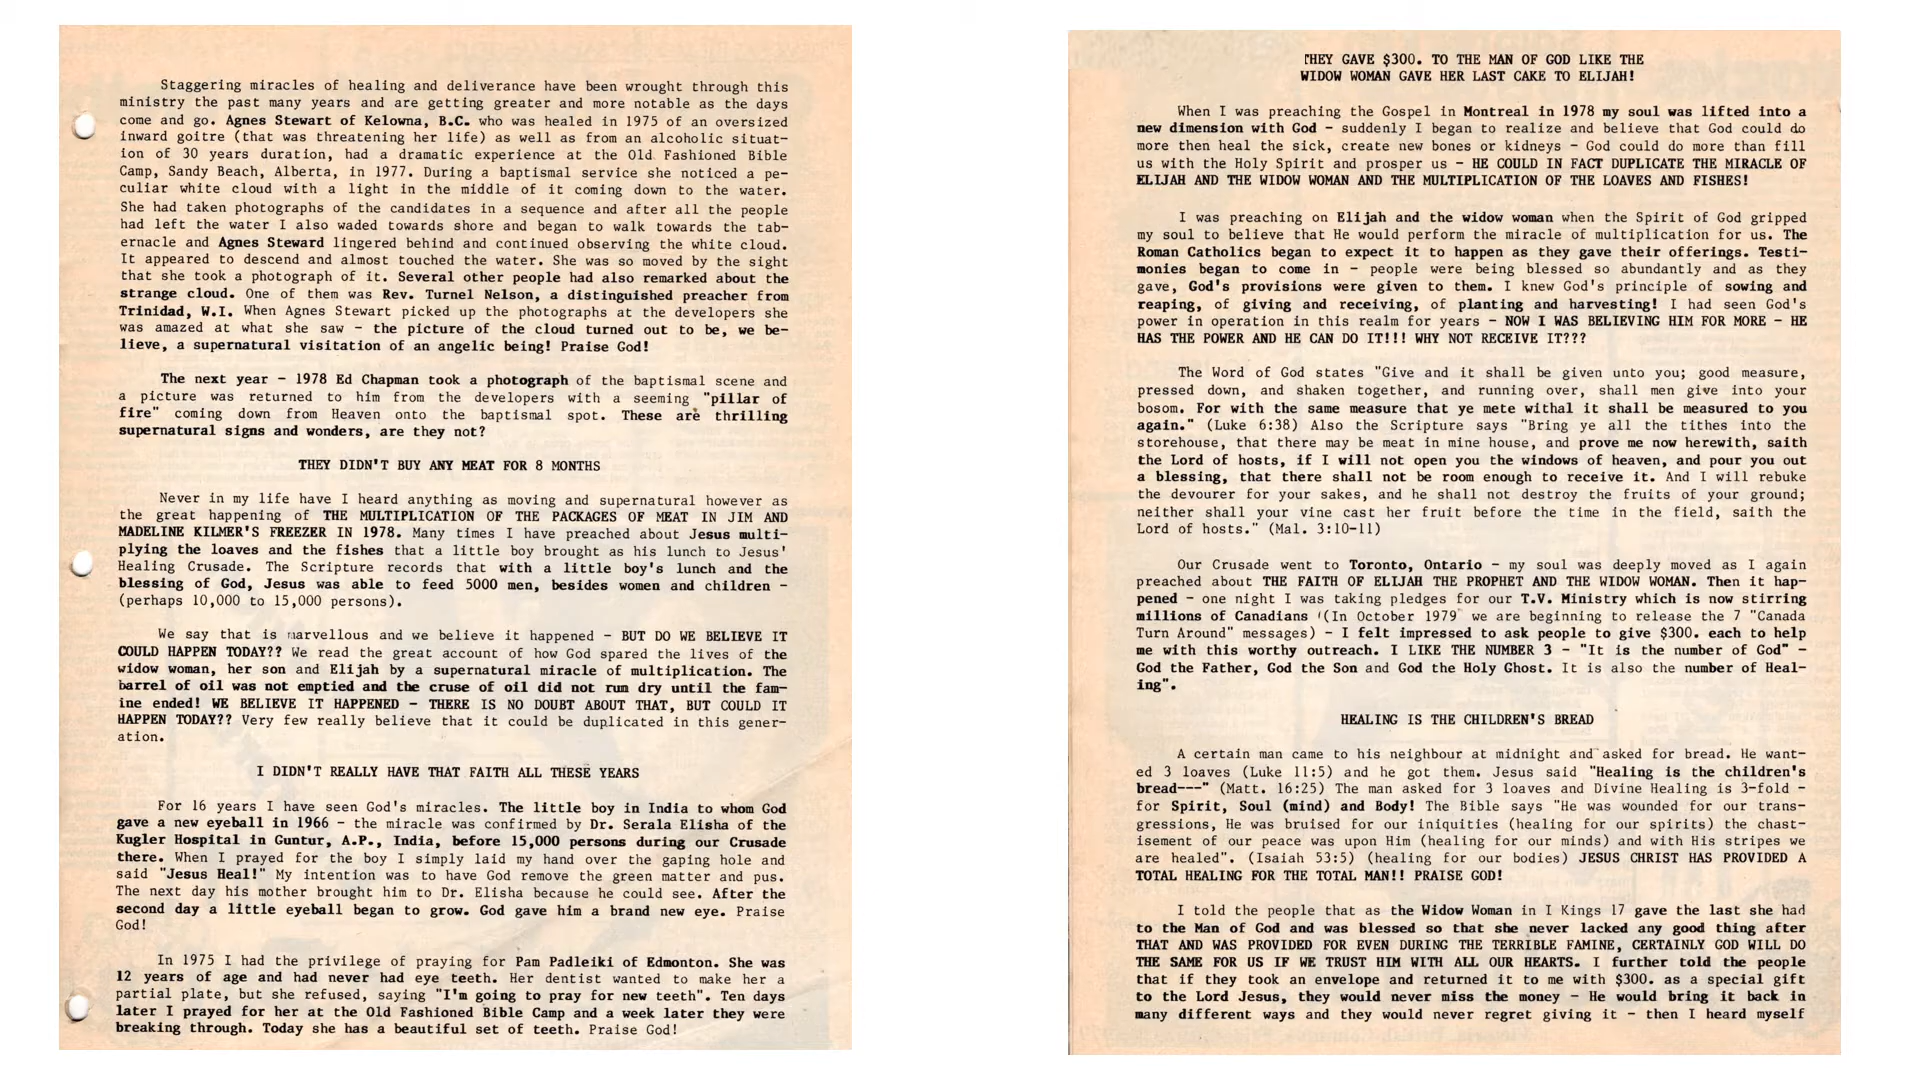 Staggering miracles of healing and deliverance have been wrought through this
ministry the past many years and are getting greater and more notable as the days
come and go. Agnes Stewart of Kelowna, B.C. who was healed in 1975 of an oversized
inward goitre (that was threatening her life) as well as from an alcoholic situat-
ion of 30 years duration, had a dramatic experience at the Old Fashioned Bible
Camp, Sandy Beach, Alberta, in 1977. During a baptismal service she noticed a pe-
culiar white cloud with a light in the middle of it coming down to the water.
She had taken photographs of the candidates in a sequence and after all the people
had left the water I also waded towards shore and began to walk towards the tab-
ernacle and Agnes Steward lingered behind and continued observing the white cloud.
It appeared to descend and almost touched the water. She was so moved by the sight
that she took a photograph of it. Several other people had also remarked about the
strange cloud. One of them was Rev. Turnel Nelson, a distinguished preacher from
Trinidad, W.I. When Agnes Stewart picked up the photographs at the developers she
was amazed at what she saw - the picture of the cloud turned out to be, we be-
lieve, a supernatural visitation of an angelic being! Praise God!
The next year - 1978 Ed Chapman took a photograph of the baptismal scene and
a picture was returned to him from the developers with a seeming "pillar of
fire" coming down from Heaven onto the baptismal spot. These are thrilling
supernatural signs and wonders, are they not?
THEY DIDN'T BUY ANY MEAT FOR 8 MONTHS
Never in my life have I heard anything as moving and supernatural however as
the great happening of THE MULTIPLICATION OF THE PACKAGES OF MEAT IN JIM AND
MADELINE KILMER'S FREEZER IN 1978. Many times I have preached about Jesus multi-
plying the loaves and the fishes that a little boy brought as his lunch to Jesus'
Healing Crusade. The Scripture records that with a little boy's lunch and the
blessing of God, Jesus was able to feed 5000 men, besides women and children -
(perhaps 10,000 to 15,000 persons).
We say that is marvellous and we believe it happened - BUT DO WE BELIEVE IT
COULD HAPPEN TODAY?? We read the great account of how God spared the lives of the
widow woman, her son and Elijah by a supernatural miracle of multiplication. The
barrel of oil was not emptied and the cruse of oil did not run dry until the fam-
ine ended! WE BELIEVE IT HAPPENED - THERE IS NO DOUBT ABOUT THAT, BUT COULD IT
HAPPEN TODAY?? Very few really believe that it could be duplicated in this gener-
ation.
I DIDN'T REALLY HAVE THAT FAITH ALL THESE YEARS
For 16 years I have seen God's miracles. The little boy in India to whom God
gave a new eyeball in 1966 - the miracle was confirmed by Dr. Serala Elisha of the
Kugler Hospital in Guntur, A.P., India, before 15,000 persons during our Crusade
there. When I prayed for the boy I simply laid my hand over the gaping hole and
said "Jesus Heal!" My intention was to have God remove the green matter and pus.
The next day his mother brought him to Dr. Elisha because he could see. After the
second day a little eyeball began to grow. God gave him a brand new eye. Praise
God!
In 1975 I had the privilege of praying for Pam Padleiki of Edmonton. She was
12 years of age and had never had eye teeth. Her dentist wanted to make her a
partial plate, but she refused, saying "I'm going to pray for new teeth". Ten days
later I prayed for her at the Old Fashioned Bible Camp and a week later they were
breaking through. Today she has a beautiful set of teeth. Praise God!
THEY GAVE $300. TO THE MAN OF GOD LIKE THE
WIDOW WOMAN GAVE HER LAST CAKE TO ELIJAH!
When I was preaching the Gospel in Montreal in 1978 my soul was lifted into a
new dimension with God - suddenly I began to realize and believe that God could do
more then heal the sick, create new bones or kidneys - God could do more than fill
us with the Holy Spirit and prosper us - HE COULD IN FACT DUPLICATE THE MIRACLE OF
ELIJAH AND THE WIDOW WOMAN AND THE MULTIPLICATION OF THE LOAVES AND FISHES!
I was preaching on Elijah and the widow woman when the Spirit of God gripped
my soul to believe that He would perform the miracle of multiplication for us. The
Roman Catholics began to expect it to happen as they gave their offerings. Testi-
monies began to come in - people were being blessed so abundantly and as they
gave, God's provisions were given to them. I knew God's principle of sowing and
reaping, of giving and receiving, of planting and harvesting! I had seen God's
power in operation in this realm for years - NOW I WAS BELIEVING HIM FOR MORE - HE
HAS THE POWER AND HE CAN DO IT!!! WHY NOT RECEIVE IT???
The Word of God states "Give and it shall be given unto you; good measure,
pressed down, and shaken together, and running over, shall men give into your
bosom. For with the same measure that ye mete withal it shall be measured to you
again." (Luke 6:38) Also the Scripture says "Bring ye all the tithes into the
storehouse, that there may be meat in mine house, and prove me now herewith, saith
the Lord of hosts, if I will not open you the windows of heaven, and pour you out
a blessing, that there shall not be room enough to receive it. And I will rebuke
the devourer for your sakes, and he shall not destroy the fruits of your ground;
neither shall your vine cast her fruit before the time in the field, saith the
Lord of hosts." (Mal. 3:10-11)
Our Crusade went to Toronto, Ontario - my soul was deeply moved as I again
preached about THE FAITH OF ELIJAH THE PROPHET AND THE WIDOW WOMAN. Then it hap-
pened - one night I was taking pledges for our T.V. Ministry which is now stirring
millions of Canadians (In October 1979 we are beginning to release the 7 "Canada
Turn Around" messages) - I felt impressed to ask people to give $300. each to help
me with this worthy outreach. I LIKE THE NUMBER 3 - "It is the number of God" -
God the Father, God the Son and God the Holy Ghost. It is also the number of Heal-
ing".
HEALING IS THE CHILDREN'S BREAD
A certain man came to his neighbour at midnight and asked for bread. He want-
ed 3 loaves (Luke 11:5) and he got them. Jesus said "Healing is the children's
bread---" (Matt. 16:25) The man asked for 3 loaves and Divine Healing is 3-fold -
for Spirit, Soul (mind) and Body! The Bible says "He was wounded for our trans-
gressions, He was bruised for our iniquities (healing for our spirits) the chast-
isement of our peace was upon Him (healing for our minds) and with His stripes we
are healed". (Isaiah 53:5) (healing for our bodies) JESUS CHRIST HAS PROVIDED A
TOTAL HEALING FOR THE TOTAL MAN!! PRAISE GOD!
I told the people that as the Widow Woman in I Kings 17 gave the last she had
to the Man of God and was blessed so that she never lacked any good thing after
THAT AND WAS PROVIDED FOR EVEN DURING THE TERRIBLE FAMINE, CERTAINLY GOD WILL DO
THE SAME FOR US IF WE TRUST HIM WITH ALL OUR HEARTS. I further told the people
that if they took an envelope and returned it to me with $300. as a special gift
to the Lord Jesus, they would never miss the money - He would bring it back in
many different ways and they would never regret giving it - then I heard myself